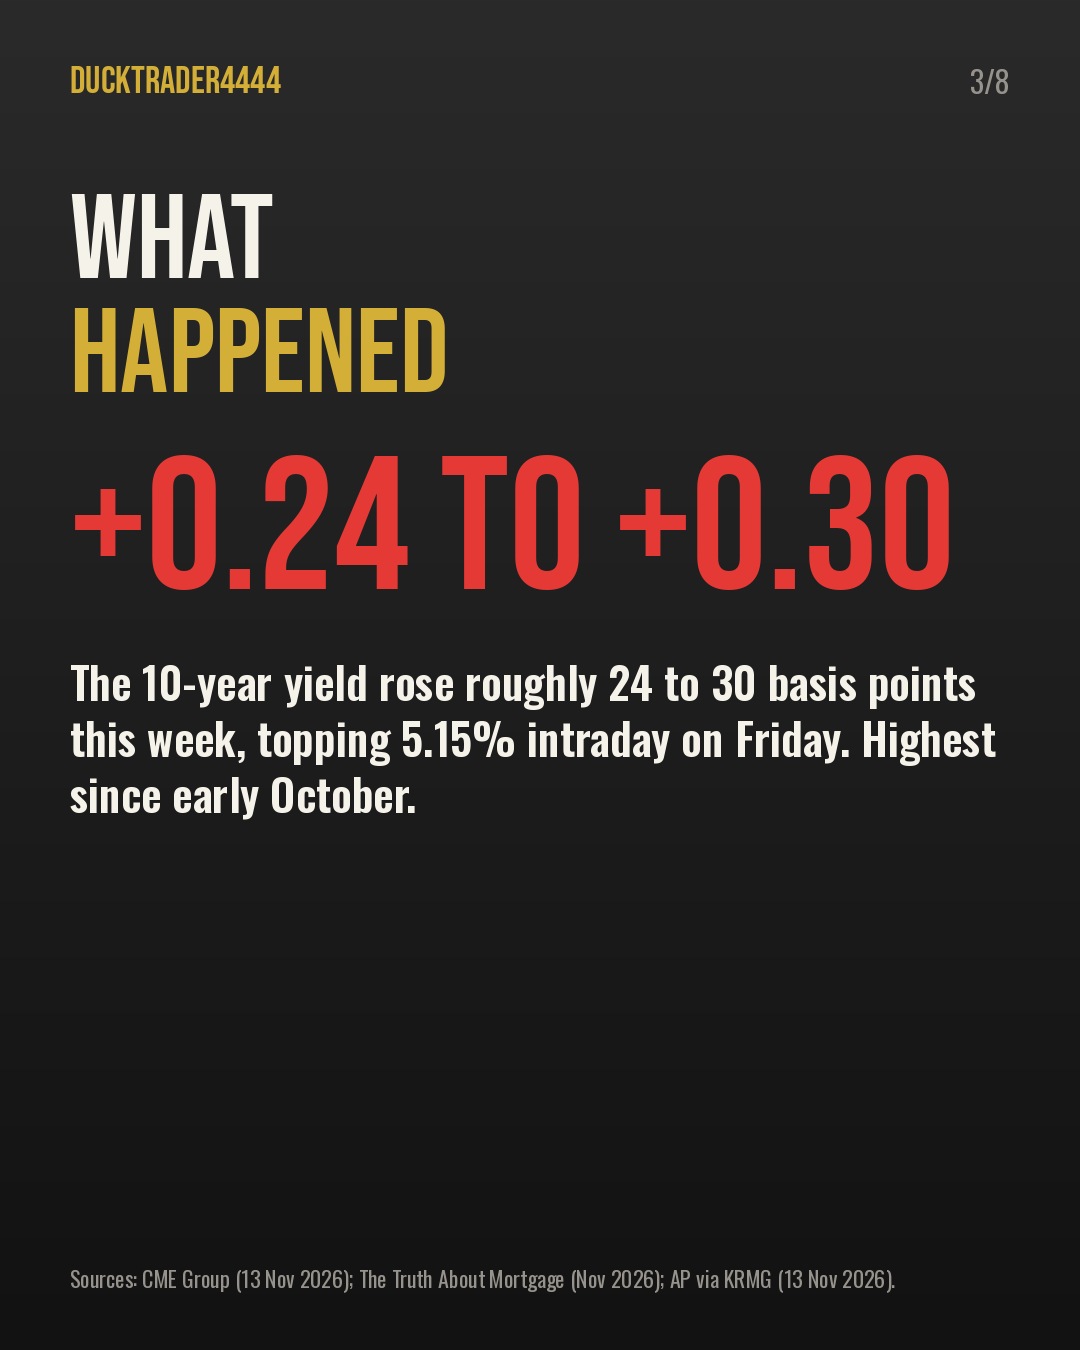 DUCKTRADER4444
3/8
WHAT
HAPPENED
+0.24 TO +0.30
The 10-year yield rose roughly 24 to 30 basis points
this week, topping 5.15% intraday on Friday. Highest
since early October.
Sources: CME Group (13 Nov 2026); The Truth About Mortgage (Nov 2026); AP via KRMG (13 Nov 2026).